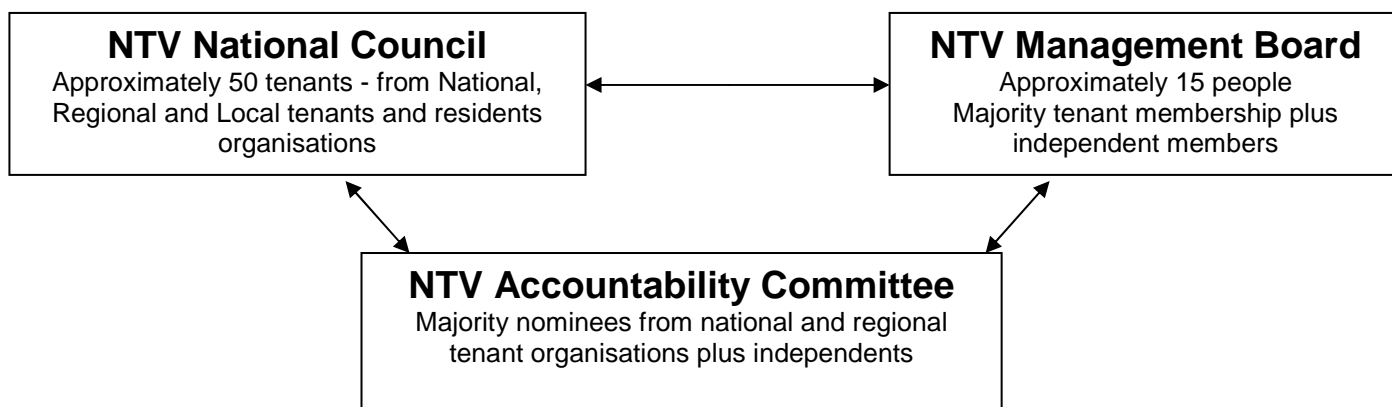 NTV National Council
Approximately 50 tenants - from National,
Regional and Local tenants and residents
organisations
NTV Management Board
Approximately 15 people
Majority tenant membership plus
independent members
NTV Accountability Committee
Majority nominees from national and regional
tenant organisations plus independents